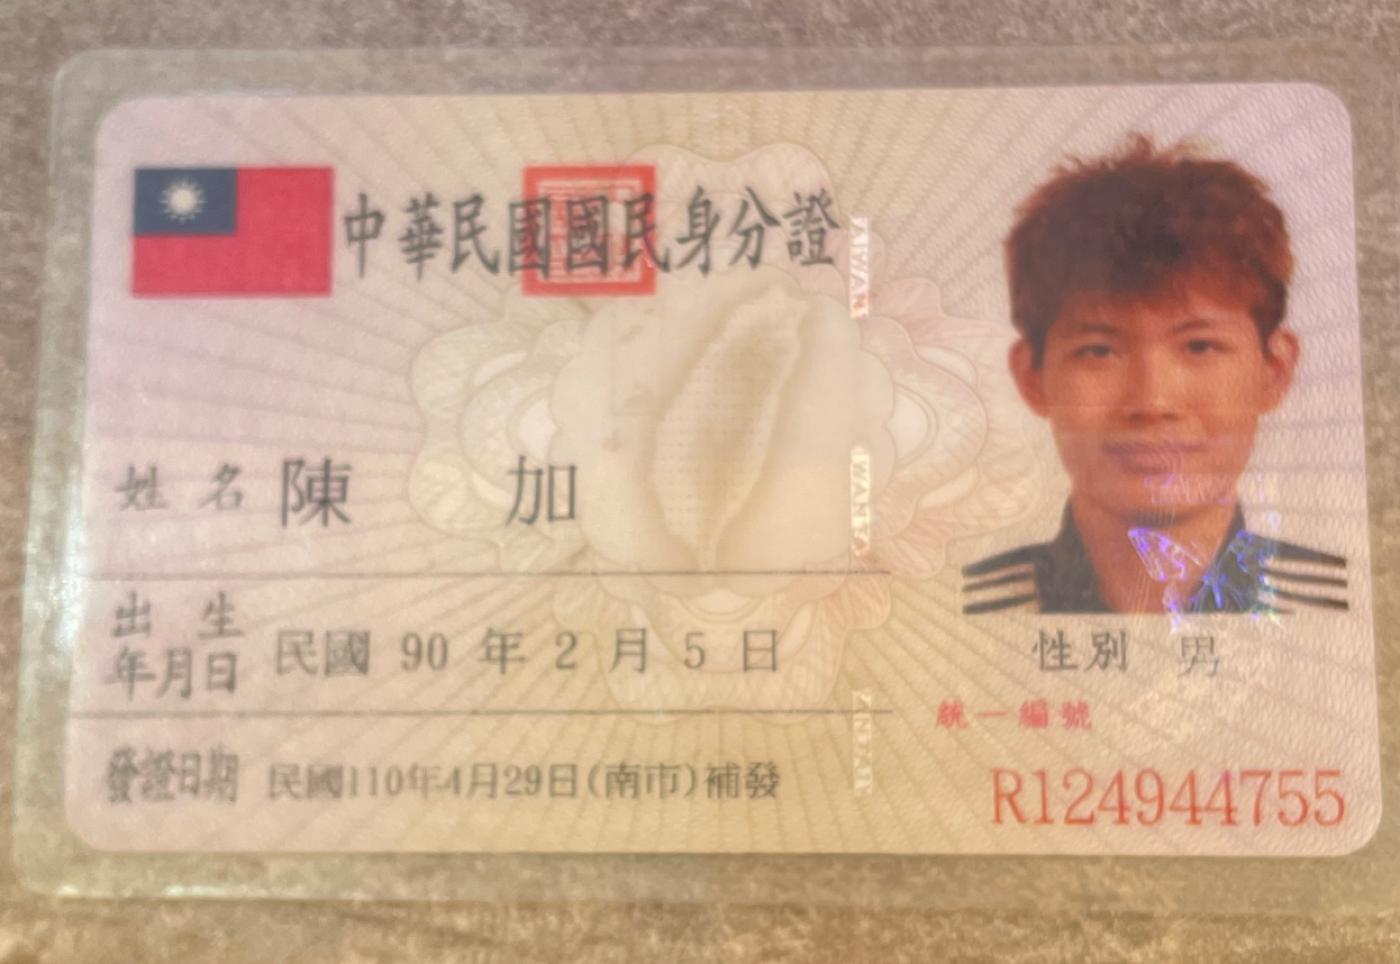 中華民國國民身分證
姓名 陳 加
出生年月日 民國 90 年 2 月 5 日
發證日期 民國110年4月29日(南市)補發
性別 男
統一編號
R124944755
TAIWAN